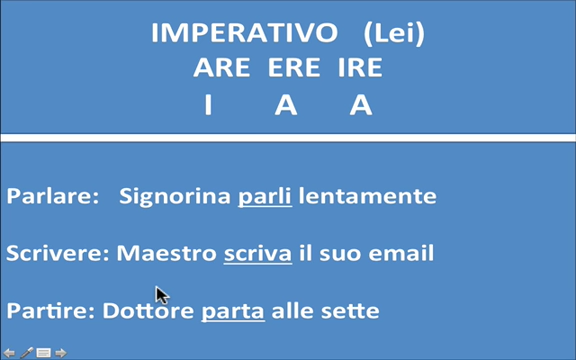 IMPERATIVO (Lei)
ARE ERE IRE
I A A
Parlare: Signorina parli lentamente
Scrivere: Maestro scriva il suo email
Partire: Dottore parta alle sette